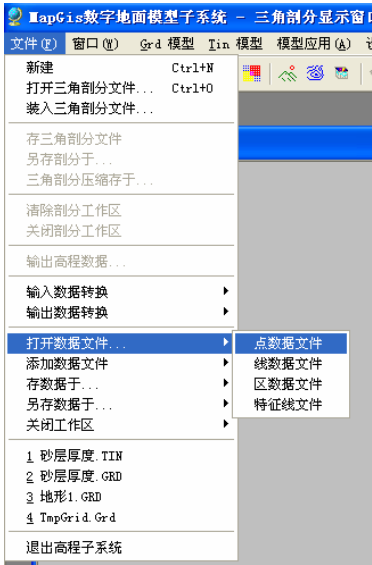 MapGis数字地面模型子系统 - 三角剖分显示窗口
文件(F) 窗口(W) Grd 模型 Tin 模型 模型应用(A)
新建 Ctrl+N
打开三角剖分文件... Ctrl+O
装入三角剖分文件...
存三角剖分文件
另存剖分于...
三角剖分压缩存于...
清除剖分工作区
关闭剖分工作区
输出高程数据...
输入数据转换
输出数据转换
打开数据文件... 点数据文件
添加数据文件 线数据文件
存数据于... 区数据文件
另存数据于... 特征线文件
关闭工作区
1 砂层厚度.TIN
2 砂层厚度.GRD
3 地形1.GRD
4 TmpGrid.Grd
退出高程子系统